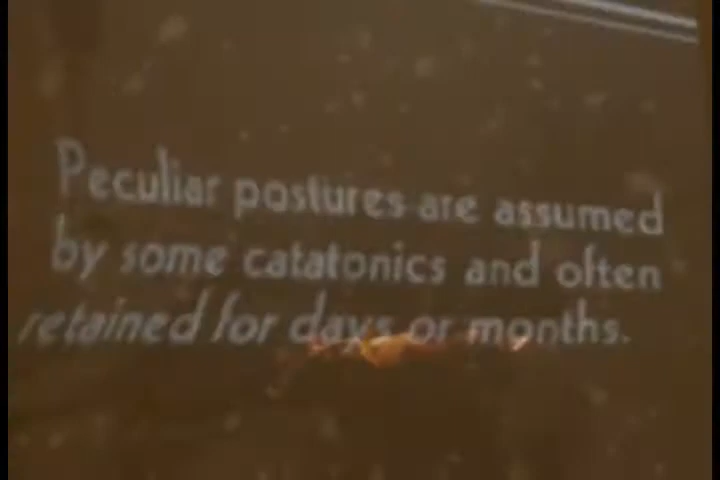 Peculiar postures are assumed
by some catatonics and often
retained for days or months.